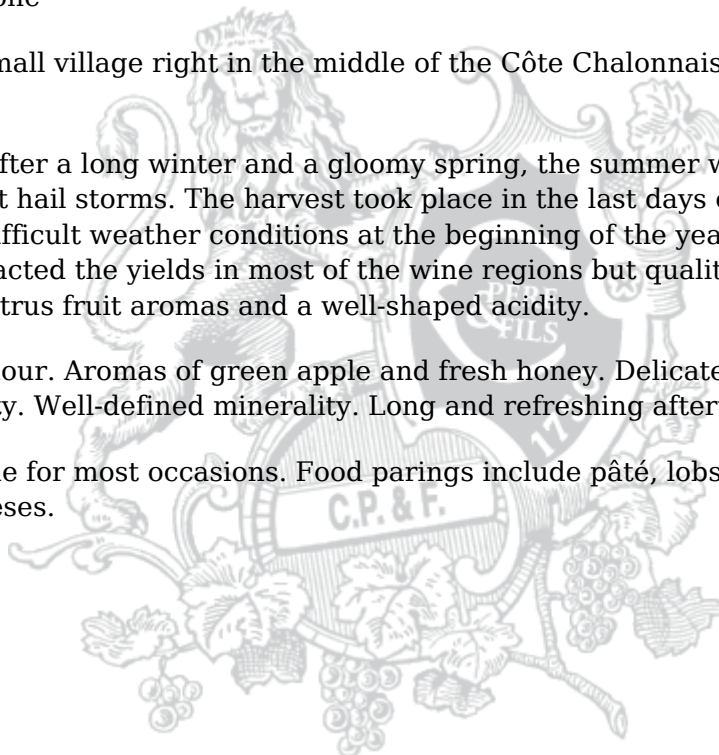 mall village right in the middle of the Côte Chalonnais
fter a long winter and a gloomy spring, the summer w
t hail storms. The harvest took place in the last days
fficult weather conditions at the beginning of the yea
acted the yields in most of the wine regions but qualit
trus fruit aromas and a well-shaped acidity.
PERE
& FILS
our. Aromas of green apple and fresh honey. Delicate
ty. Well-defined minerality. Long and refreshing after
178
e for most occasions. Food parings include pâté, lobs
eses.
C.P. & F.